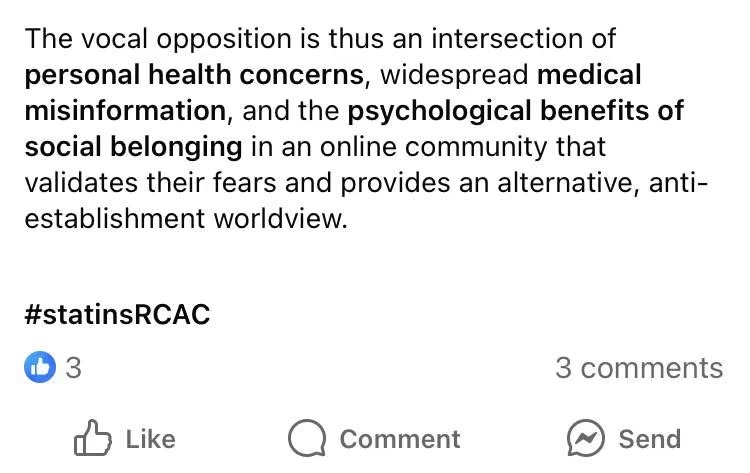 The vocal opposition is thus an intersection of
personal health concerns, widespread medical
misinformation, and the psychological benefits of
social belonging in an online community that
validates their fears and provides an alternative, anti-
establishment worldview.
#statinsRCAC
3
3 comments
Like
Comment
Send